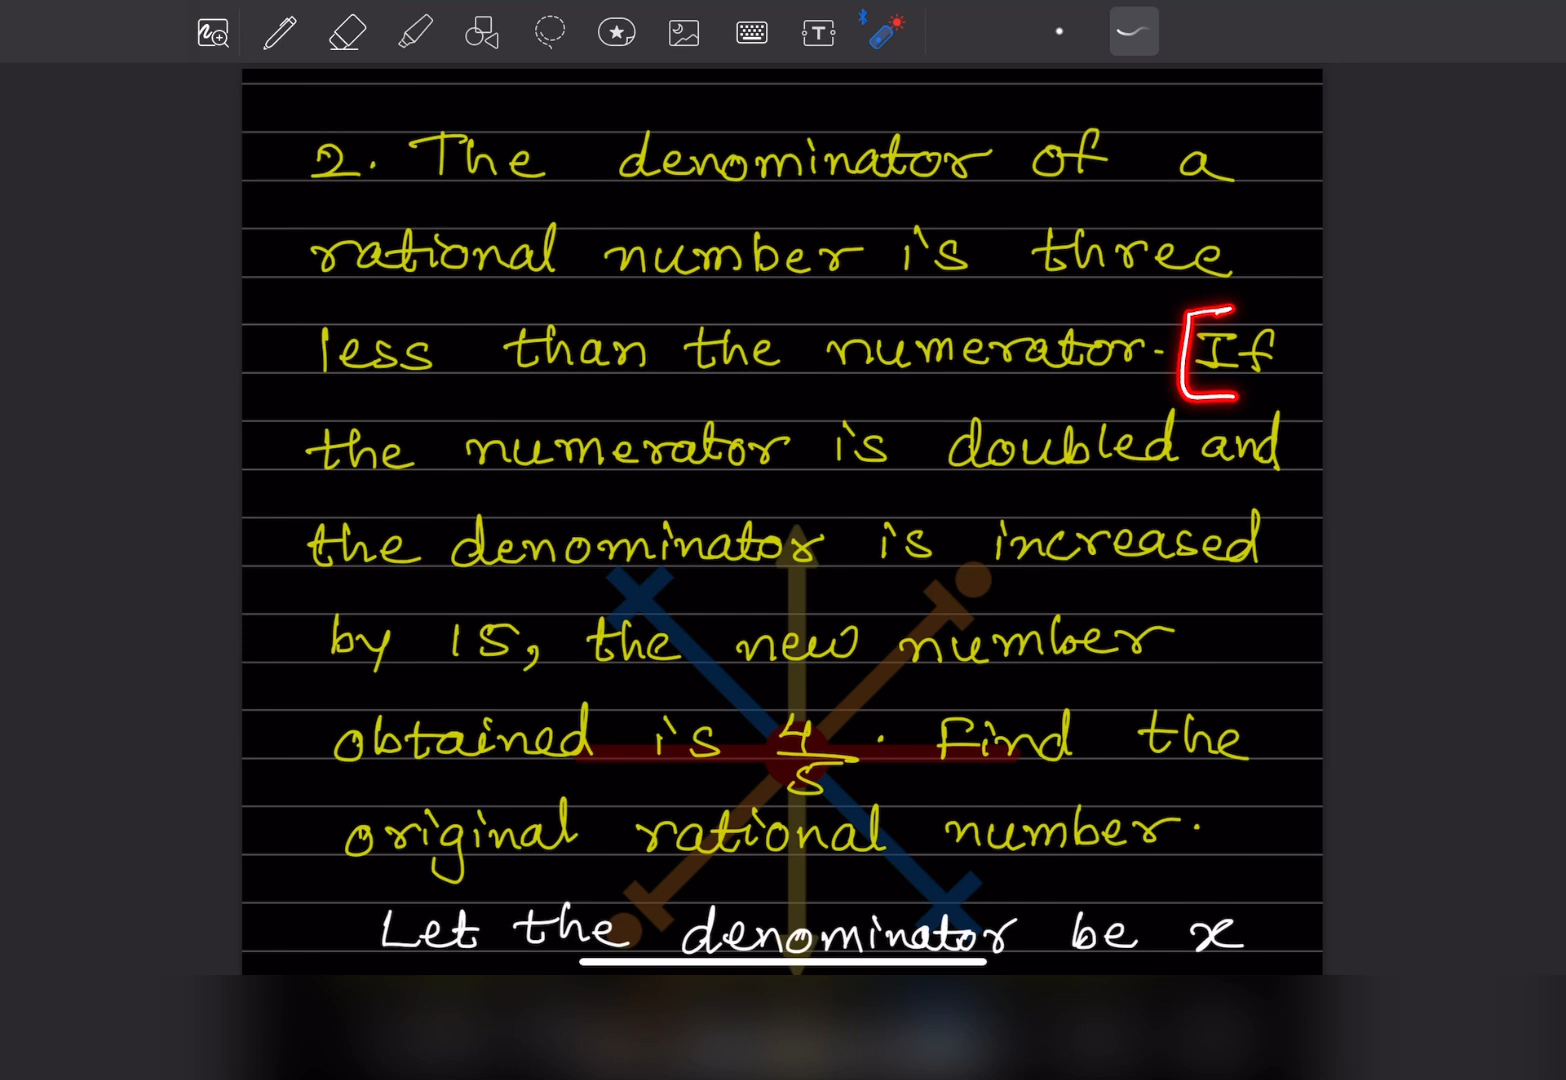 2. The denominator of a
rational number is three
less than the numerator. [If
the numerator is doubled and
the denominator is increased
by 15, the new number
obtained is 4/5. Find the
original rational number.
Let the denominator be x